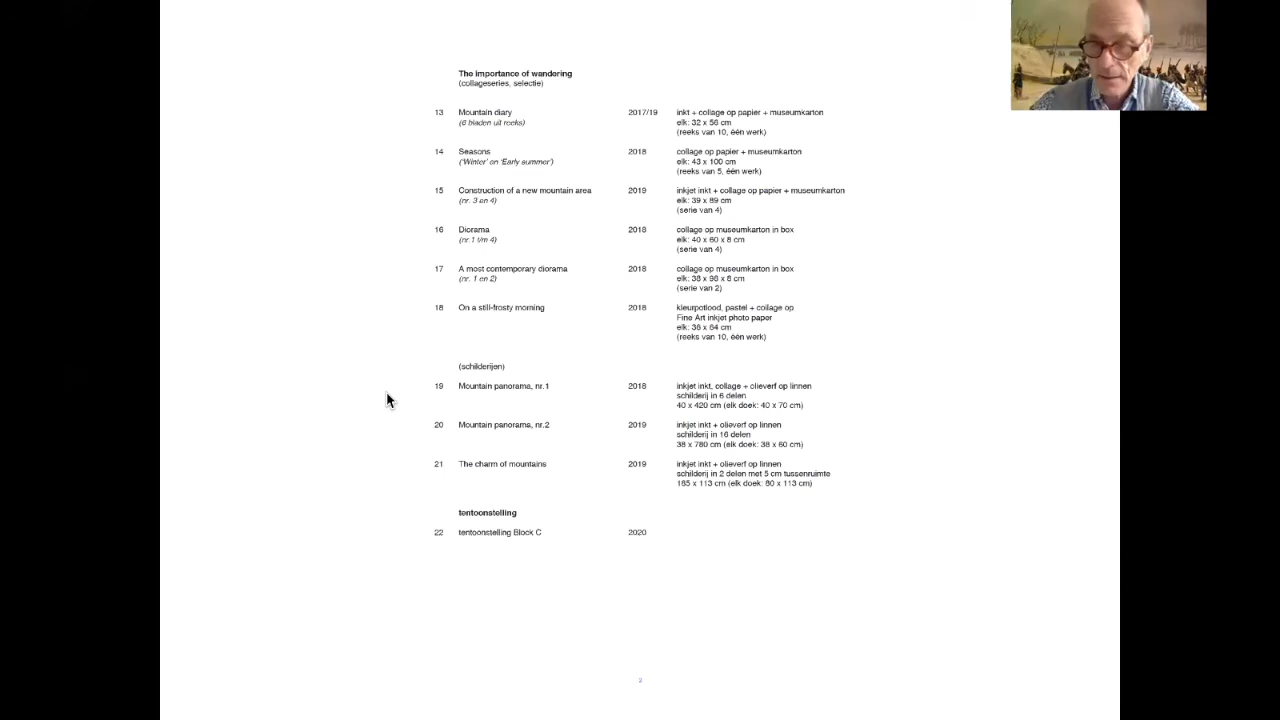 The importance of wandering
(collageseries, selectie)
13 Mountain diary 2017/19 inkt + collage op papier + museumkarton
(6 bladen uit reeks) elk: 32 x 56 cm
(reeks van 10, één werk)
14 Seasons 2018 collage op papier + museumkarton
('Winter' en 'Early summer') elk: 43 x 100 cm
(reeks van 5, één werk)
15 Construction of a new mountain area 2019 inkjet inkt + collage op papier + museumkarton
(nr. 3 en 4) elk: 39 x 89 cm
(serie van 4)
16 Diorama 2018 collage op museumkarton in box
(nr.1 t/m 4) elk: 40 x 60 x 8 cm
(serie van 4)
17 A most contemporary diorama 2018 collage op museumkarton in box
(nr. 1 en 2) elk: 38 x 98 x 8 cm
(serie van 2)
18 On a still-frosty morning 2018 kleurpotlood, pastel + collage op
Fine Art inkjet photo paper
elk: 36 x 64 cm
(reeks van 10, één werk)
(schilderijen)
19 Mountain panorama, nr.1 2018 inkjet inkt, collage + olieverf op linnen
schilderij in 6 delen
40 x 420 cm (elk doek: 40 x 70 cm)
20 Mountain panorama, nr.2 2019 inkjet inkt + olieverf op linnen
schilderij in 16 delen
38 x 780 cm (elk doek: 38 x 60 cm)
21 The charm of mountains 2019 inkjet inkt + olieverf op linnen
schilderij in 2 delen met 5 cm tussenruimte
165 x 113 cm (elk doek: 80 x 113 cm)
tentoonstelling
22 tentoonstelling Block C 2020
2